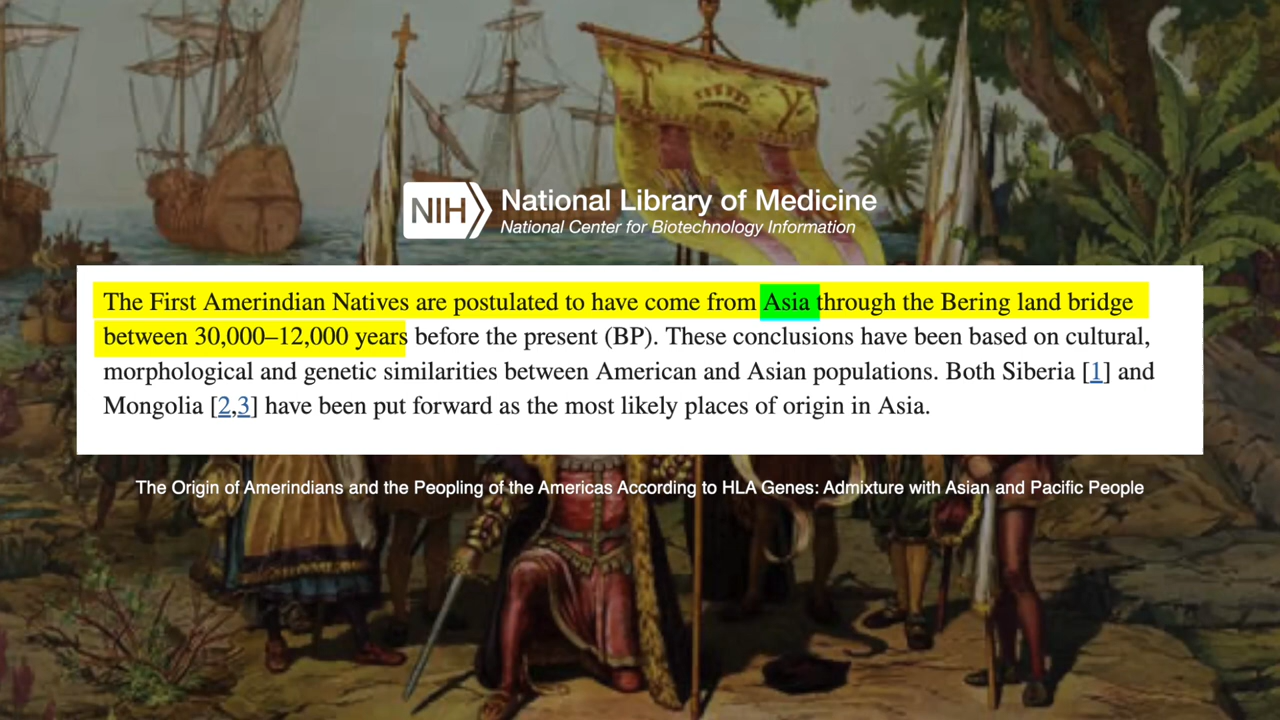 T Y
NIH National Library of Medicine
National Center for Biotechnology Information
The First Amerindian Natives are postulated to have come from Asia through the Bering land bridge
between 30,000–12,000 years before the present (BP). These conclusions have been based on cultural,
morphological and genetic similarities between American and Asian populations. Both Siberia [1] and
Mongolia [2,3] have been put forward as the most likely places of origin in Asia.
The Origin of Amerindians and the Peopling of the Americas According to HLA Genes: Admixture with Asian and Pacific People